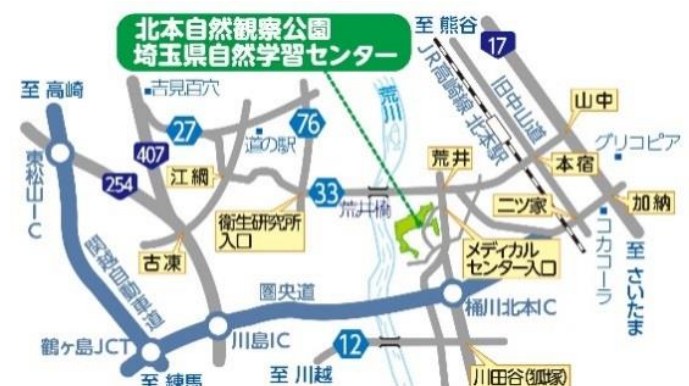 北本自然観察公園
埼玉県自然学習センター
至 熊谷
17
至 高崎
吉見百穴
JR高崎線 北本駅
旧中山道
山中
27
76
道の駅
荒川
荒井
グリコピア
東松山IC
407
254
江綱
33
荒井橋
本宿
二ツ家
加納
衛生研究所
入口
古凍
メディカル
センター入口
コカコーラ
至 さいたま
関越自動車道
圏央道
桶川北本IC
鶴ヶ島JCT
川島IC
12
至 練馬
至 川越
川田谷(狐塚)